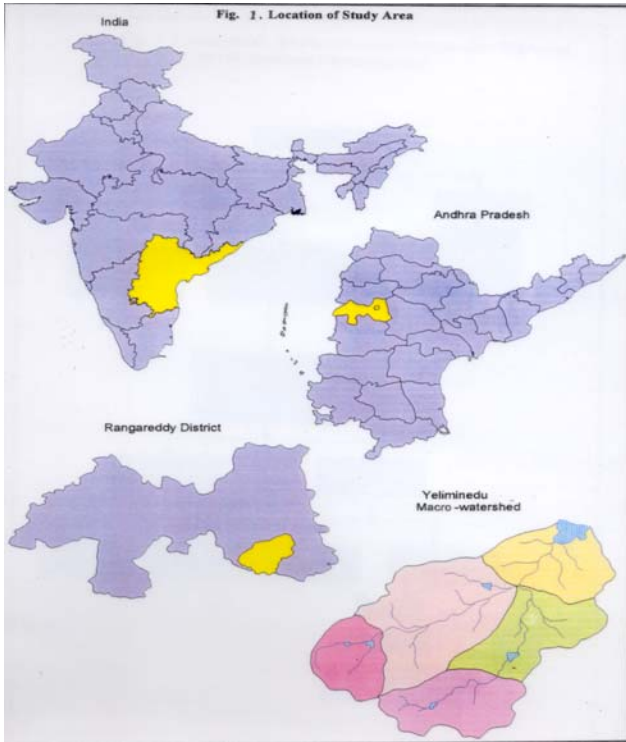 Fig. 1. Location of Study Area
India
Andhra Pradesh
Rangareddy District
Yeliminedu
Macro-watershed